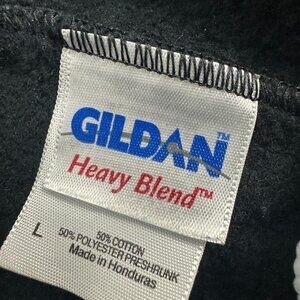 GILDAN™
Heavy Blend™
L
50% COTTON
50% POLYESTER PRESHRUNK
Made in Honduras